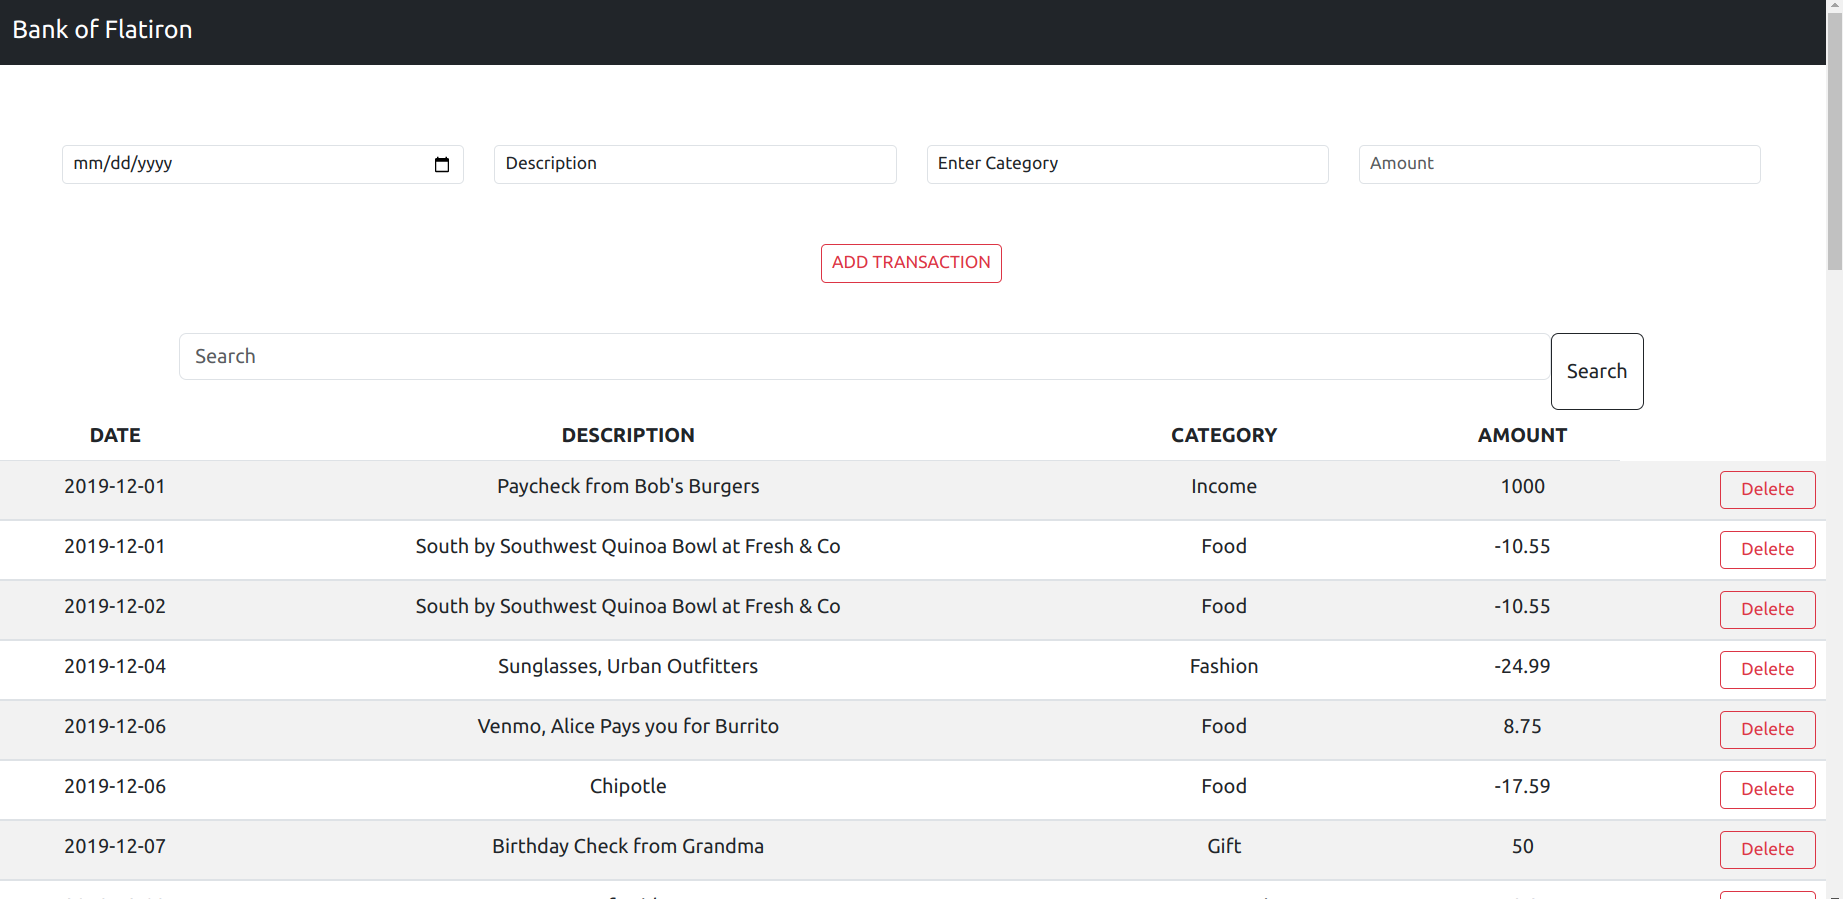 Bank of Flatiron
mm/dd/yyyy Description Enter Category Amount
ADD TRANSACTION
Search Search
DATE DESCRIPTION CATEGORY AMOUNT
2019-12-01 Paycheck from Bob's Burgers Income 1000 Delete
2019-12-01 South by Southwest Quinoa Bowl at Fresh & Co Food -10.55 Delete
2019-12-02 South by Southwest Quinoa Bowl at Fresh & Co Food -10.55 Delete
2019-12-04 Sunglasses, Urban Outfitters Fashion -24.99 Delete
2019-12-06 Venmo, Alice Pays you for Burrito Food 8.75 Delete
2019-12-06 Chipotle Food -17.59 Delete
2019-12-07 Birthday Check from Grandma Gift 50 Delete